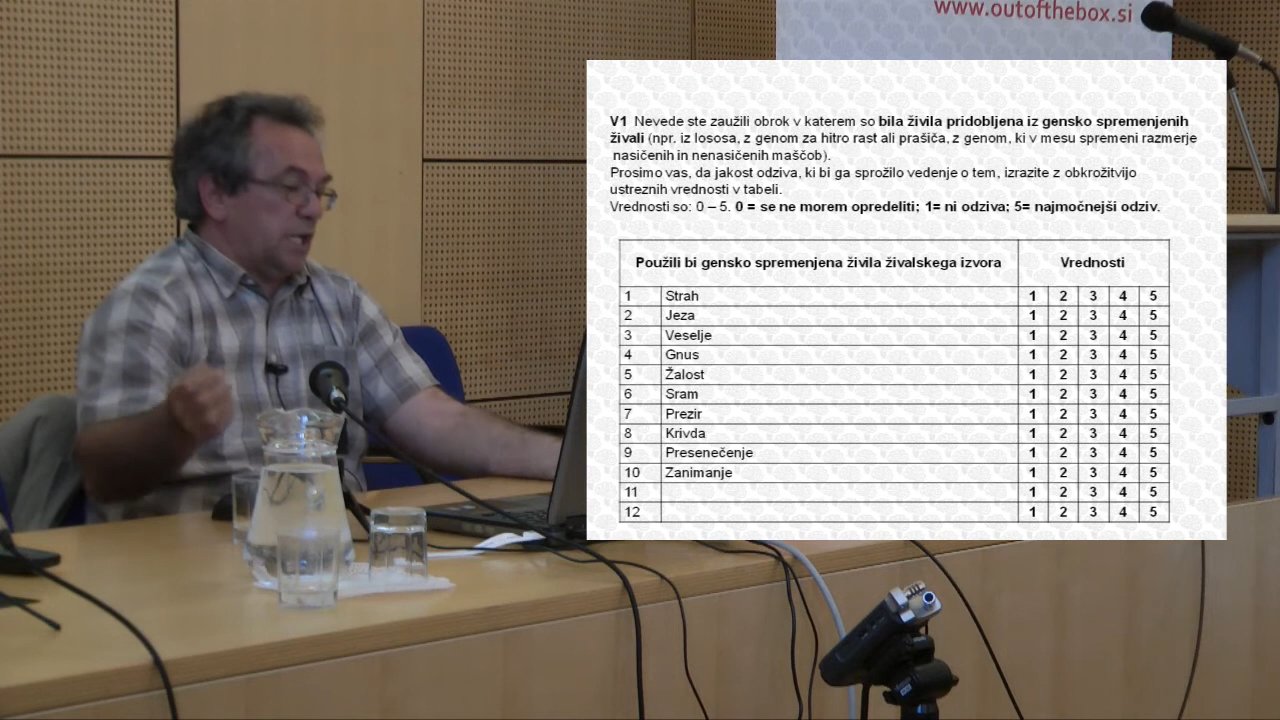 www.outofthebox.si
V1 Nevede ste zaužili obrok v katerem so bila živila pridobljena iz gensko spremenjenih
živali (npr. iz lososa, z genom za hitro rast ali prašiča, z genom, ki v mesu spremeni razmerje
nasičenih in nenasičenih maščob).
Prosimo vas, da jakost odziva, ki bi ga sprožilo vedenje o tem, izrazite z obkrožitvijo
ustreznih vrednosti v tabeli.
Vrednosti so: 0 – 5. 0 = se ne morem opredeliti; 1= ni odziva; 5= najmočnejši odziv.
Použili bi gensko spremenjena živila živalskega izvora Vrednosti
1 Strah 1 2 3 4 5
2 Jeza 1 2 3 4 5
3 Veselje 1 2 3 4 5
4 Gnus 1 2 3 4 5
5 Žalost 1 2 3 4 5
6 Sram 1 2 3 4 5
7 Prezir 1 2 3 4 5
8 Krivda 1 2 3 4 5
9 Presenečenje 1 2 3 4 5
10 Zanimanje 1 2 3 4 5
11 1 2 3 4 5
12 1 2 3 4 5